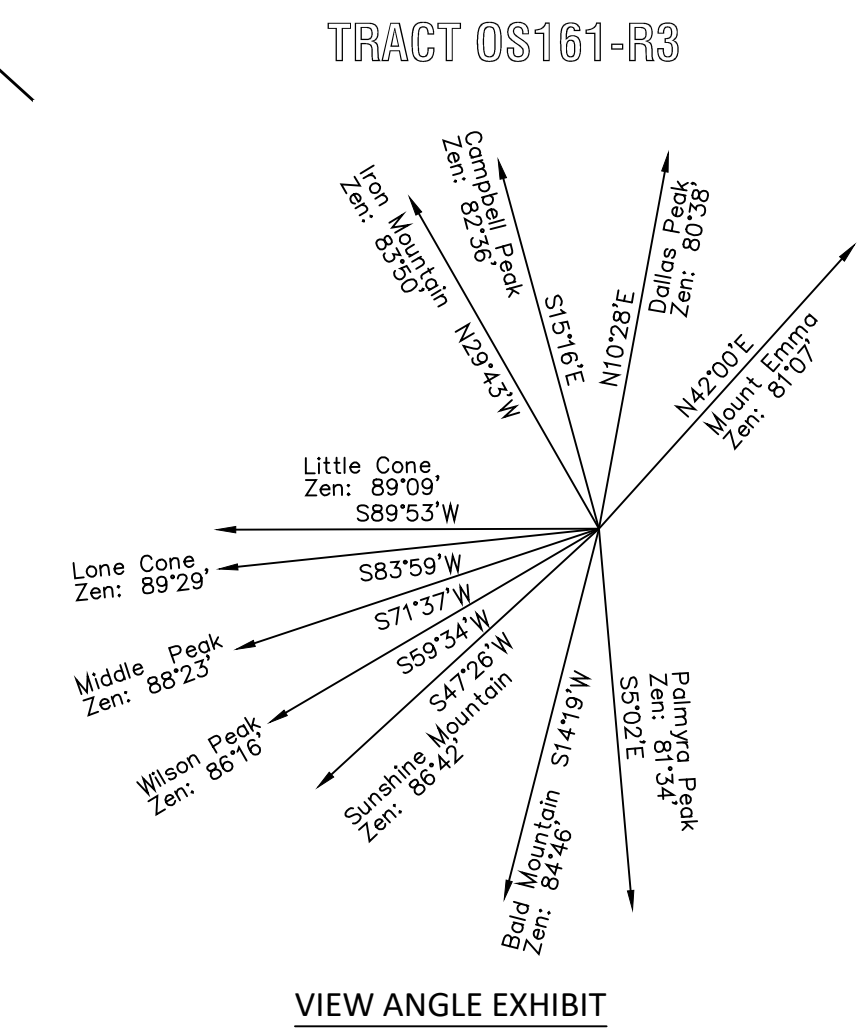 TRACT OS161-R3
Iron Mountain
Zen: 83°50'
N29°43'W
Campbell Peak
Zen: 82°36'
S15°16'E
N10°28'E
Dallas Peak
Zen: 80°38'
N42°00'E
Mount Emma
Zen: 81°07'
Little Cone
Zen: 89°09'
S89°53'W
Lone Cone
Zen: 89°29'
S83°59'W
Middle Peak
Zen: 88°23'
S71°37'W
Wilson Peak
Zen: 86°16'
S59°34'W
Sunshine Mountain
Zen: 86°42'
S47°26'W
Bald Mountain
Zen: 84°46'
S14°19'W
S5°02'E
Palmyra Peak
Zen: 81°34'
VIEW ANGLE EXHIBIT